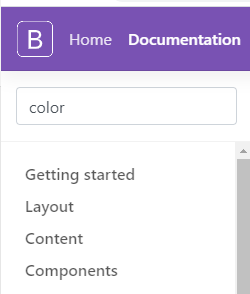 B Home Documentation
color
Getting started
Layout
Content
Components